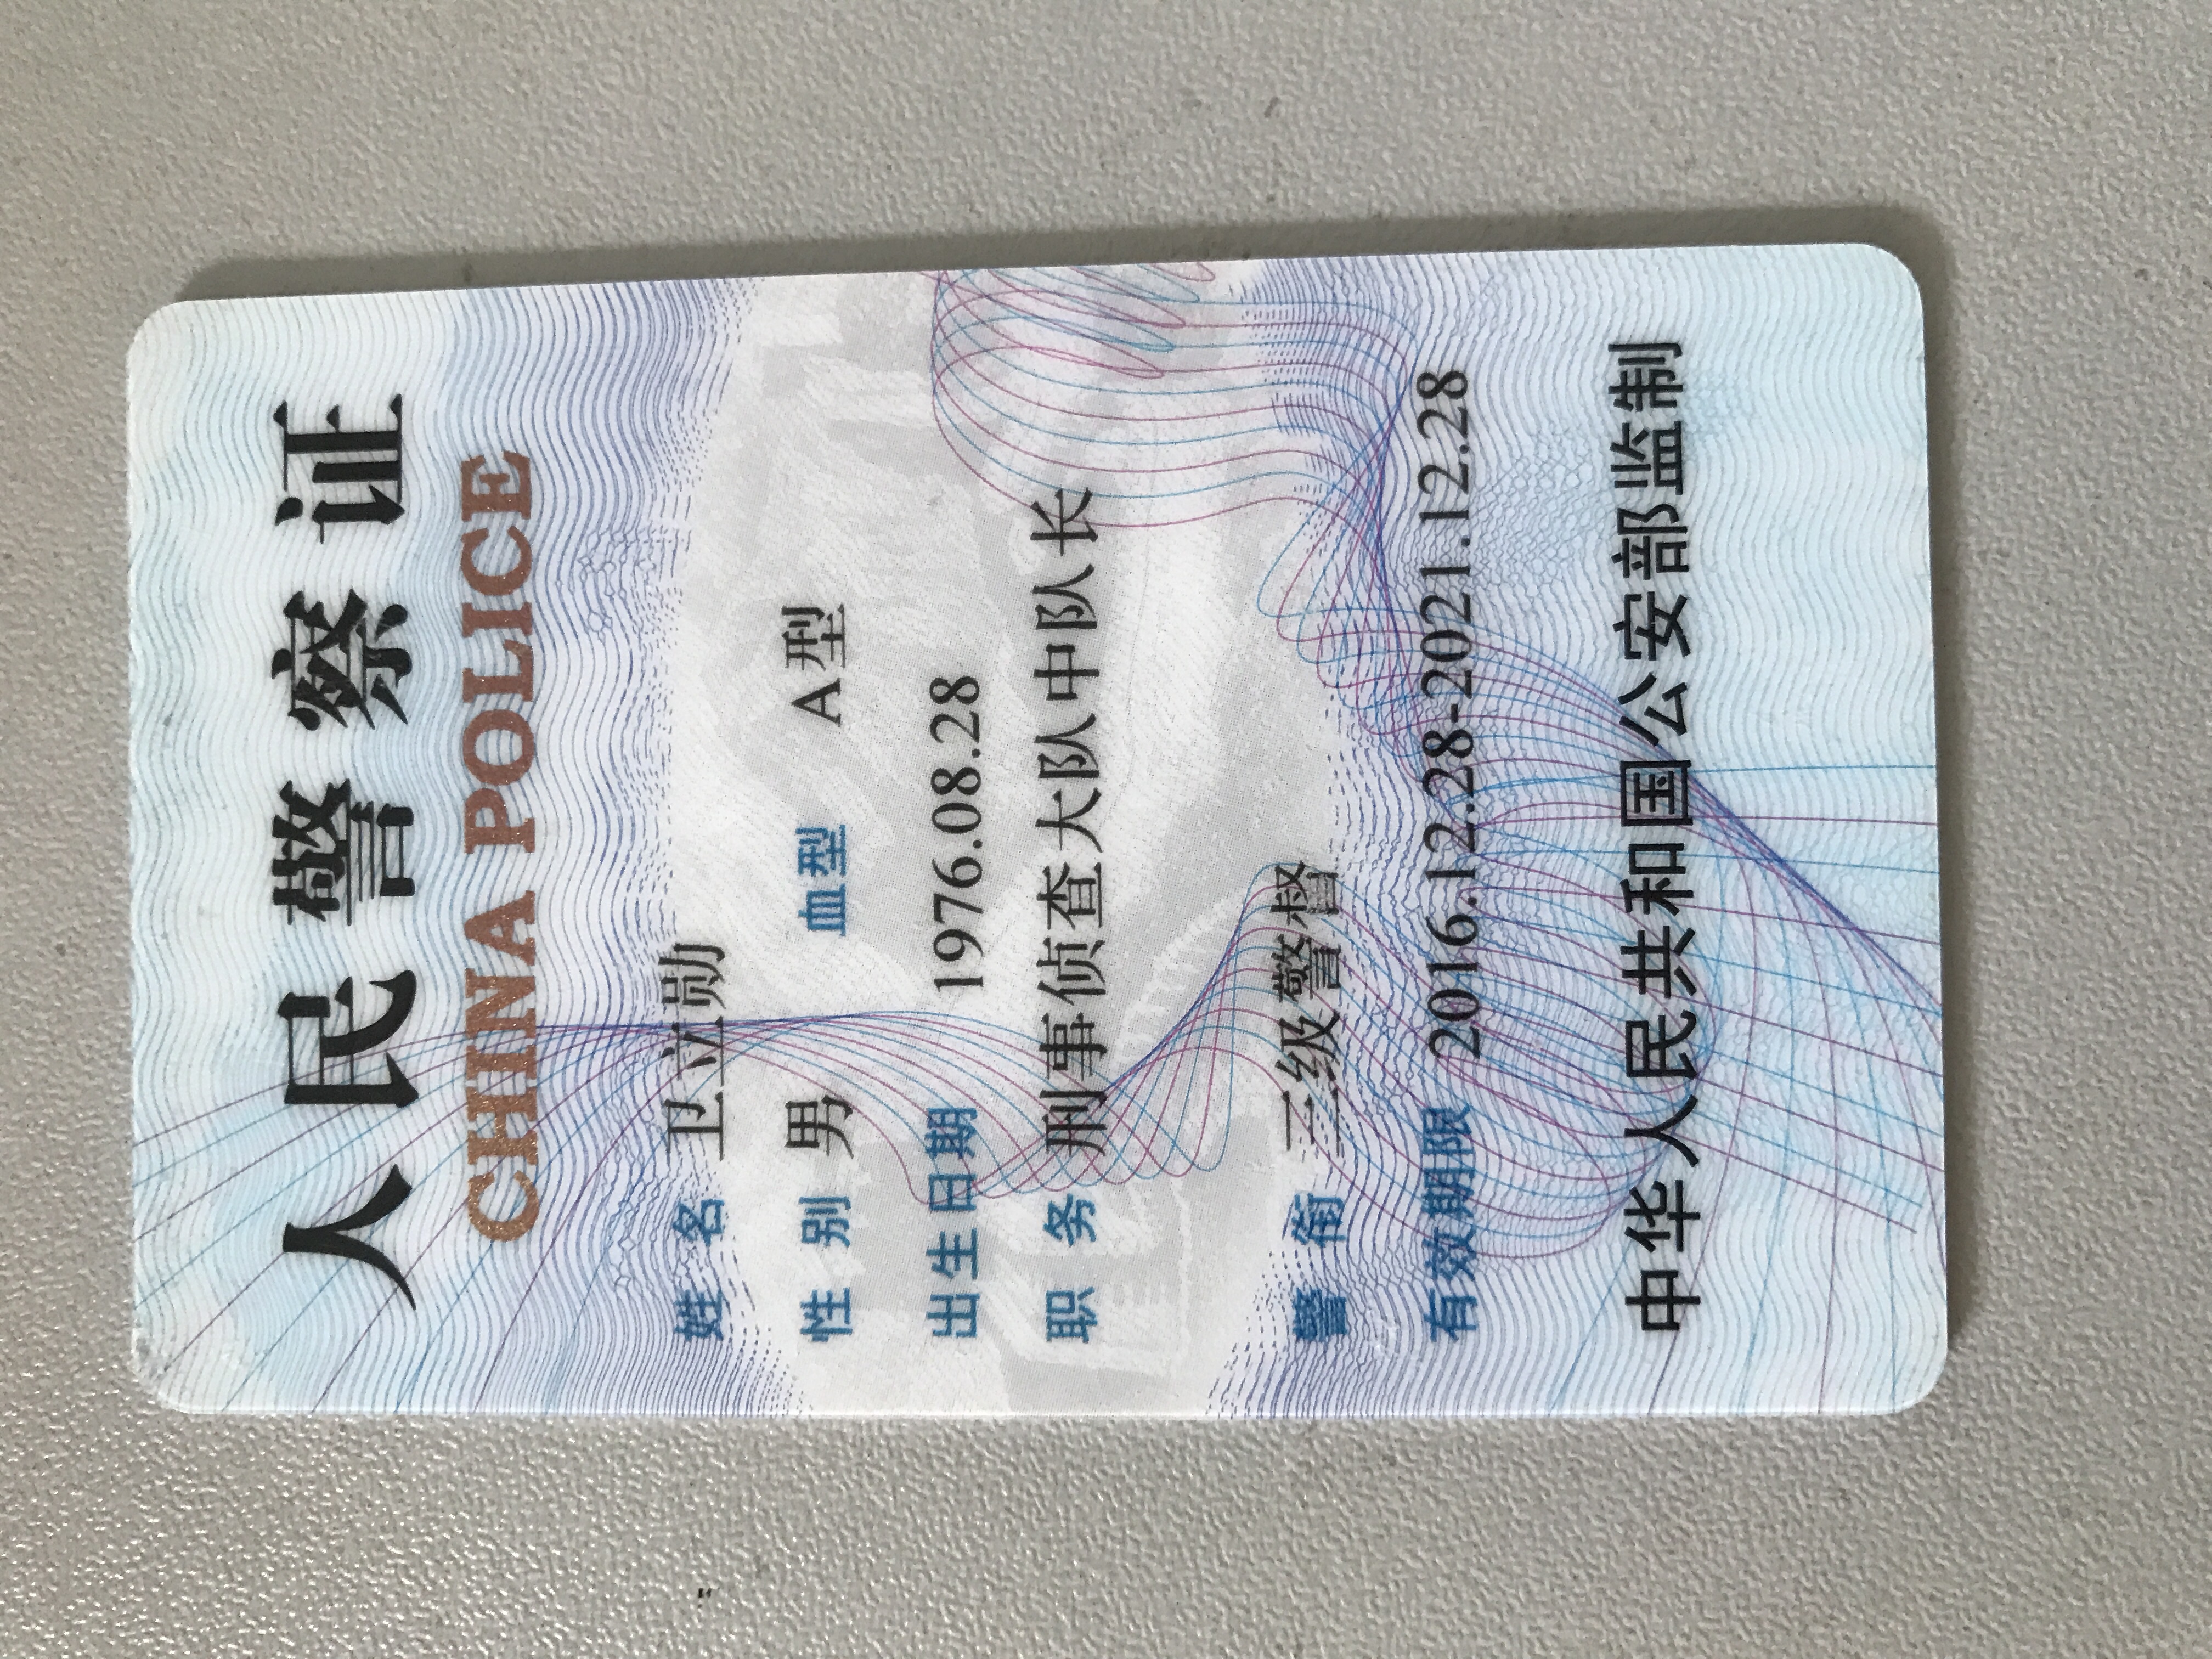 人民警察证
CHINA POLICE
姓名 卫立勋
性别 男 血型 A型
出生日期 1976.08.28
职务 刑事侦查大队中队长
警衔 三级警督
有效期限 2016.12.28-2021.12.28
中华人民共和国公安部监制